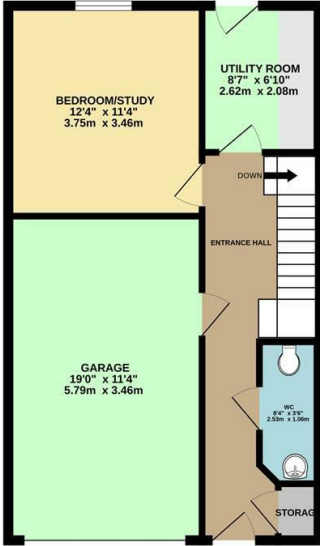 UTILITY ROOM
8'7" x 6'10"
2.62m x 2.08m
BEDROOM/STUDY
12'4" x 11'4"
3.75m x 3.46m
DOWN
ENTRANCE HALL
GARAGE
19'0" x 11'4"
5.79m x 3.46m
WC
8'4" x 3'6"
2.53m x 1.06m
STORAG